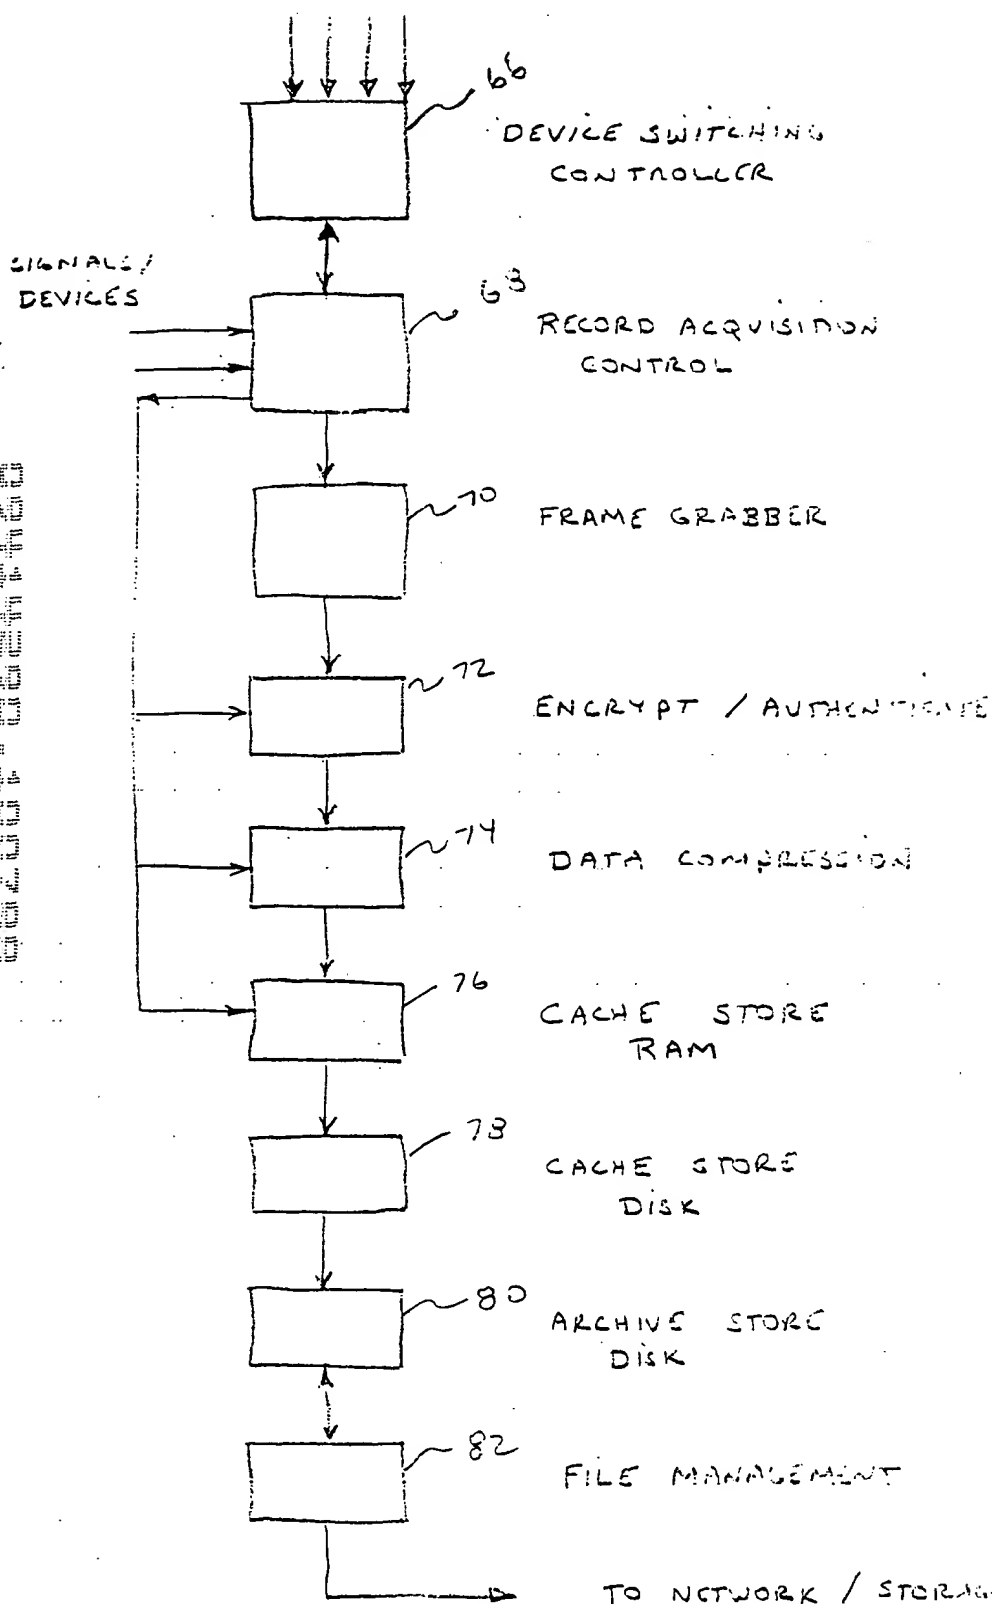 66
DEVICE SWITCHING
CONTROLLER
SIGNALS/
DEVICES
68
RECORD ACQUISITION
CONTROL
70
FRAME GRABBER
72
ENCRYPT / AUTHENTICATE
74
DATA COMPRESSION
76
CACHE STORE
RAM
78
CACHE STORE
DISK
80
ARCHIVE STORE
DISK
82
FILE MANAGEMENT
TO NETWORK / STORAG